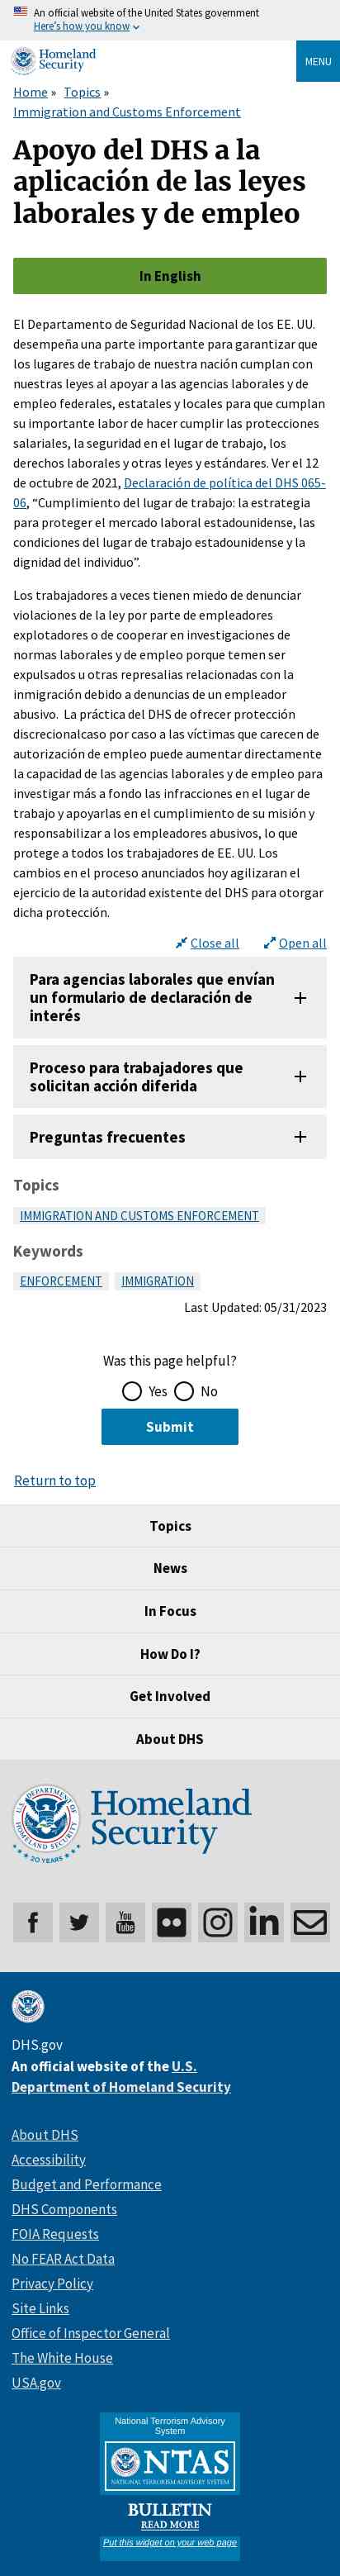 An official website of the United States government
Here's how you know
Homeland
Security
MENU
Home » Topics »
Immigration and Customs Enforcement
Apoyo del DHS a la
aplicación de las leyes
laborales y de empleo
In English
El Departamento de Seguridad Nacional de los EE. UU.
desempeña una parte importante para garantizar que
los lugares de trabajo de nuestra nación cumplan con
nuestras leyes al apoyar a las agencias laborales y de
empleo federales, estatales y locales para que cumplan
su importante labor de hacer cumplir las protecciones
salariales, la seguridad en el lugar de trabajo, los
derechos laborales y otras leyes y estándares. Ver el 12
de octubre de 2021, Declaración de política del DHS 065-
06, “Cumplimiento del lugar de trabajo: la estrategia
para proteger el mercado laboral estadounidense, las
condiciones del lugar de trabajo estadounidense y la
dignidad del individuo”.
Los trabajadores a veces tienen miedo de denunciar
violaciones de la ley por parte de empleadores
explotadores o de cooperar en investigaciones de
normas laborales y de empleo porque temen ser
expulsados u otras represalias relacionadas con la
inmigración debido a denuncias de un empleador
abusivo.  La práctica del DHS de ofrecer protección
discrecionalcaso por caso a las víctimas que carecen de
autorización de empleo puede aumentar directamente
la capacidad de las agencias laborales y de empleo para
investigar más a fondo las infracciones en el lugar de
trabajo y apoyarlas en el cumplimiento de su misión y
responsabilizar a los empleadores abusivos, lo que
protege a todos los trabajadores de EE. UU. Los
cambios en el proceso anunciados hoy agilizaran el
ejercicio de la autoridad existente del DHS para otorgar
dicha protección.
Close all Open all
Para agencias laborales que envían
un formulario de declaración de
interés
Proceso para trabajadores que
solicitan acción diferida
Preguntas frecuentes
Topics
IMMIGRATION AND CUSTOMS ENFORCEMENT
Keywords
ENFORCEMENT IMMIGRATION
Last Updated: 05/31/2023
Was this page helpful?
Yes No
Submit
Return to top
Topics
News
In Focus
How Do I?
Get Involved
About DHS
U.S. DEPARTMENT OF
HOMELAND SECURITY
20 YEARS
Homeland
Security
You
Tube
in
DHS.gov
An official website of the U.S.
Department of Homeland Security
About DHS
Accessibility
Budget and Performance
DHS Components
FOIA Requests
No FEAR Act Data
Privacy Policy
Site Links
Office of Inspector General
The White House
USA.gov
National Terrorism Advisory
System
NTAS
NATIONAL TERRORISM ADVISORY SYSTEM
BULLETIN
READ MORE
Put this widget on your web page